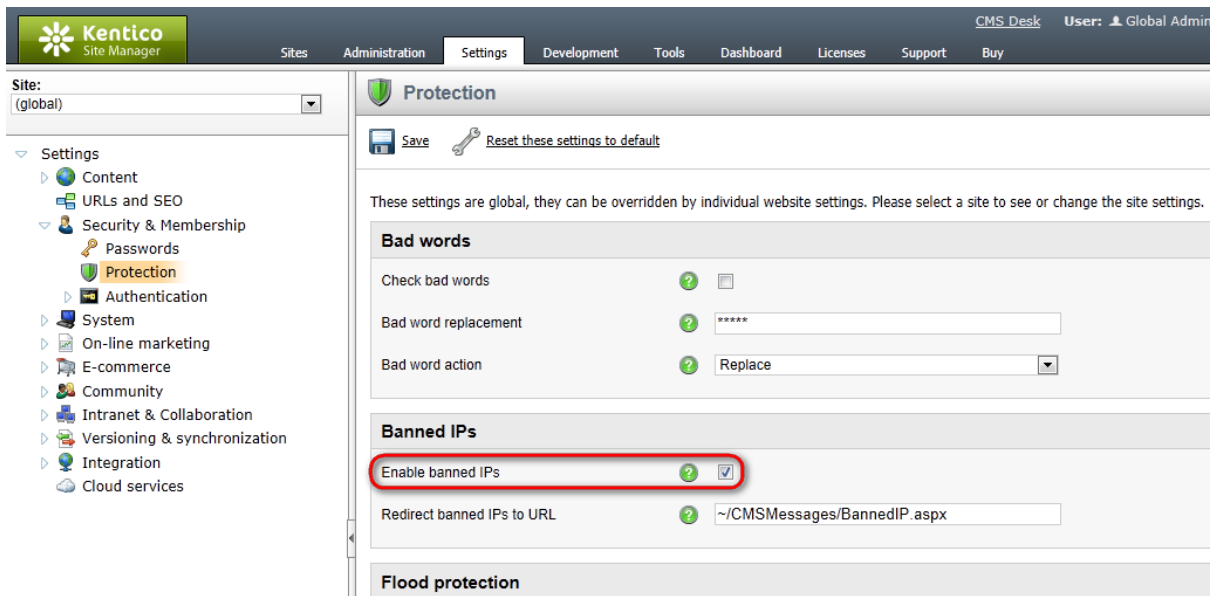 Kentico
Site Manager
CMS Desk User: Global Admin
Sites Administration Settings Development Tools Dashboard Licenses Support Buy
Site:
(global)
Settings
Content
URLs and SEO
Security & Membership
Passwords
Protection
Authentication
System
On-line marketing
E-commerce
Community
Intranet & Collaboration
Versioning & synchronization
Integration
Cloud services
Protection
Save Reset these settings to default
These settings are global, they can be overridden by individual website settings. Please select a site to see or change the site settings.
Bad words
Check bad words ?
Bad word replacement ? *****
Bad word action ? Replace
Banned IPs
Enable banned IPs ?
Redirect banned IPs to URL ? ~/CMSMessages/BannedIP.aspx
Flood protection